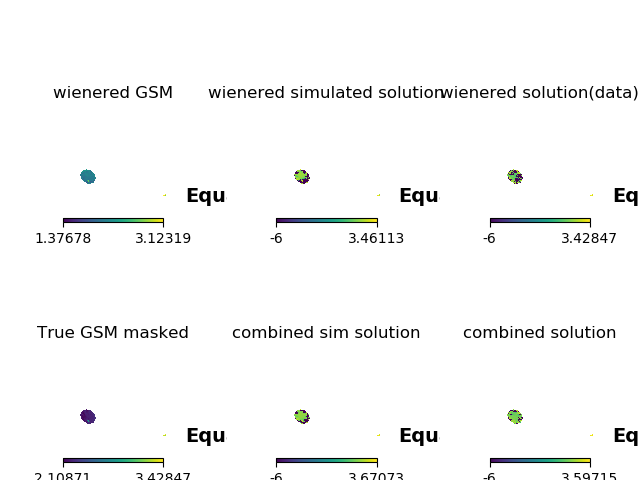 wienered GSM
wienered simulated solution
wienered solution(data)
Equ
Equ
Eq
1.37678 3.12319
-6 3.46113
-6 3.42847
True GSM masked
combined sim solution
combined solution
Equ
Equ
Eq
2.10871 3.42847
-6 3.67073
-6 3.59715